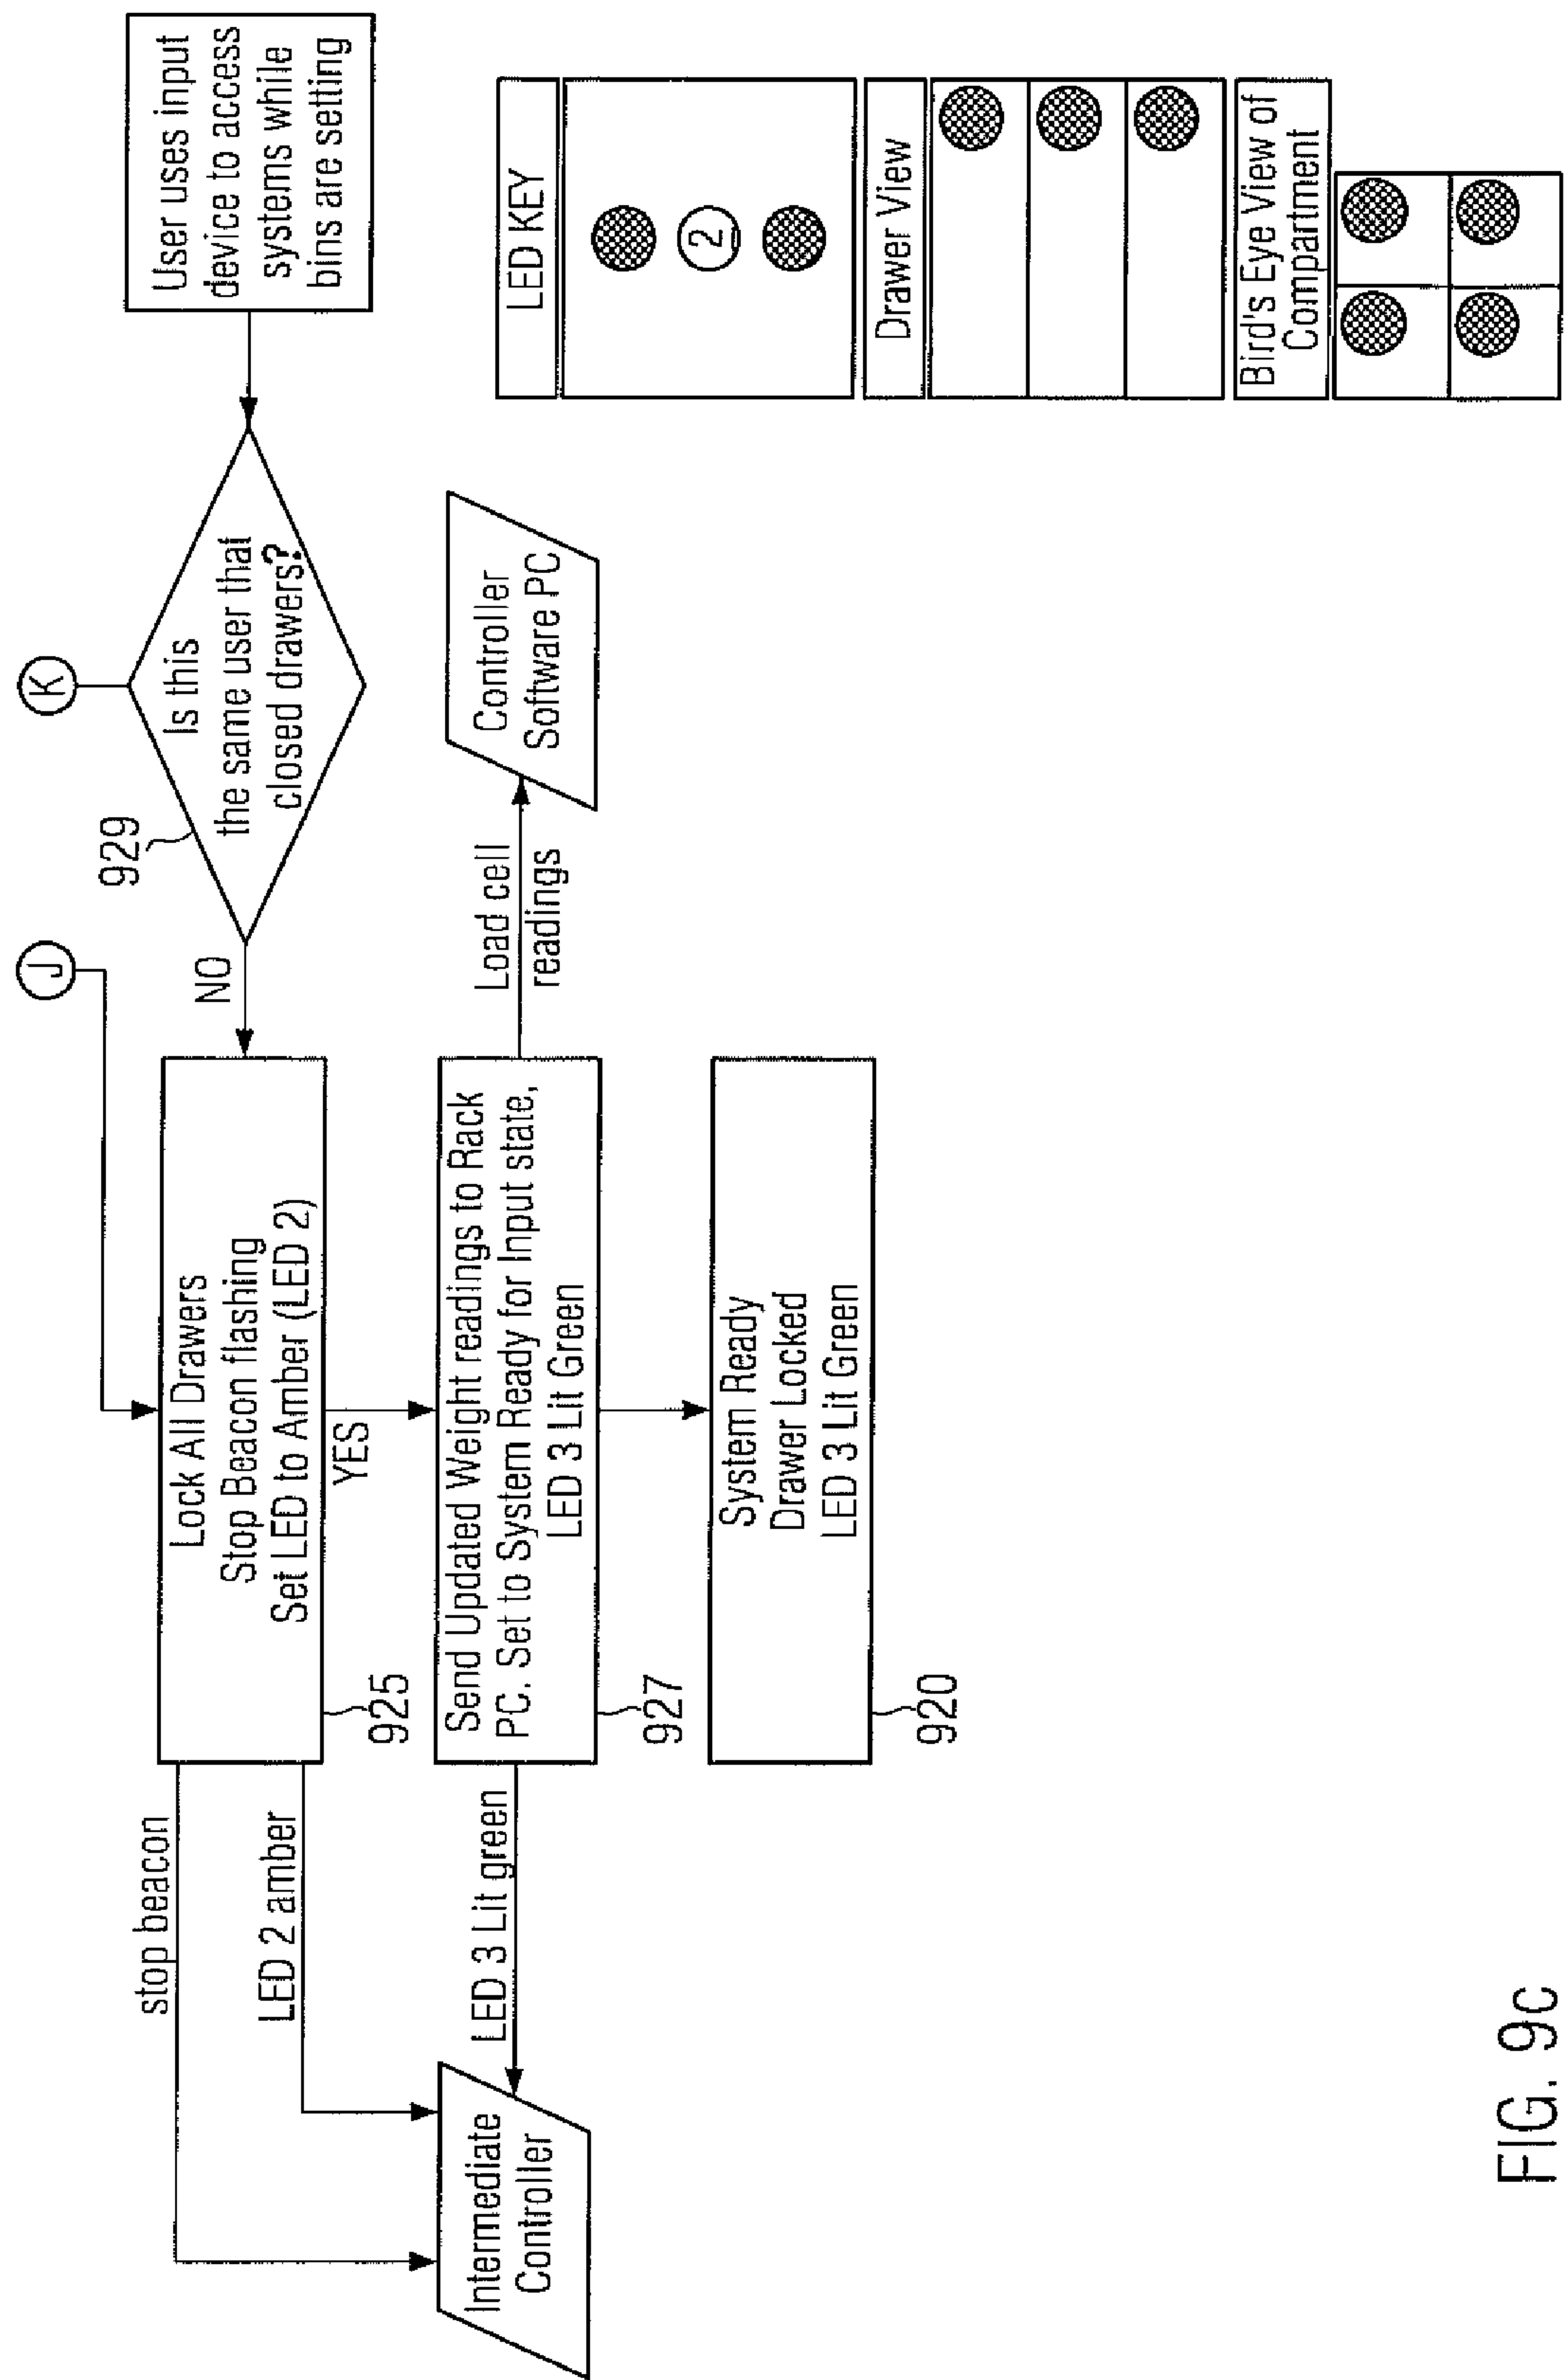 J
K
stop beacon
LED 2 amber
Lock All Drawers
Stop Beacon flashing
Set LED to Amber (LED 2)
925
NO
929
Is this
the same user that
closed drawers?
User uses input
device to access
systems while
bins are setting
YES
Intermediate
Controller
LED 3 Lit green
Send Updated Weight readings to Rack
PC. Set to System Ready for Input state,
LED 3 Lit Green
927
Load cell
readings
Controller
Software PC
System Ready
Drawer Locked
LED 3 Lit Green
920
LED KEY
2
Drawer View
Bird's Eye View of
Compartment
FIG. 9c